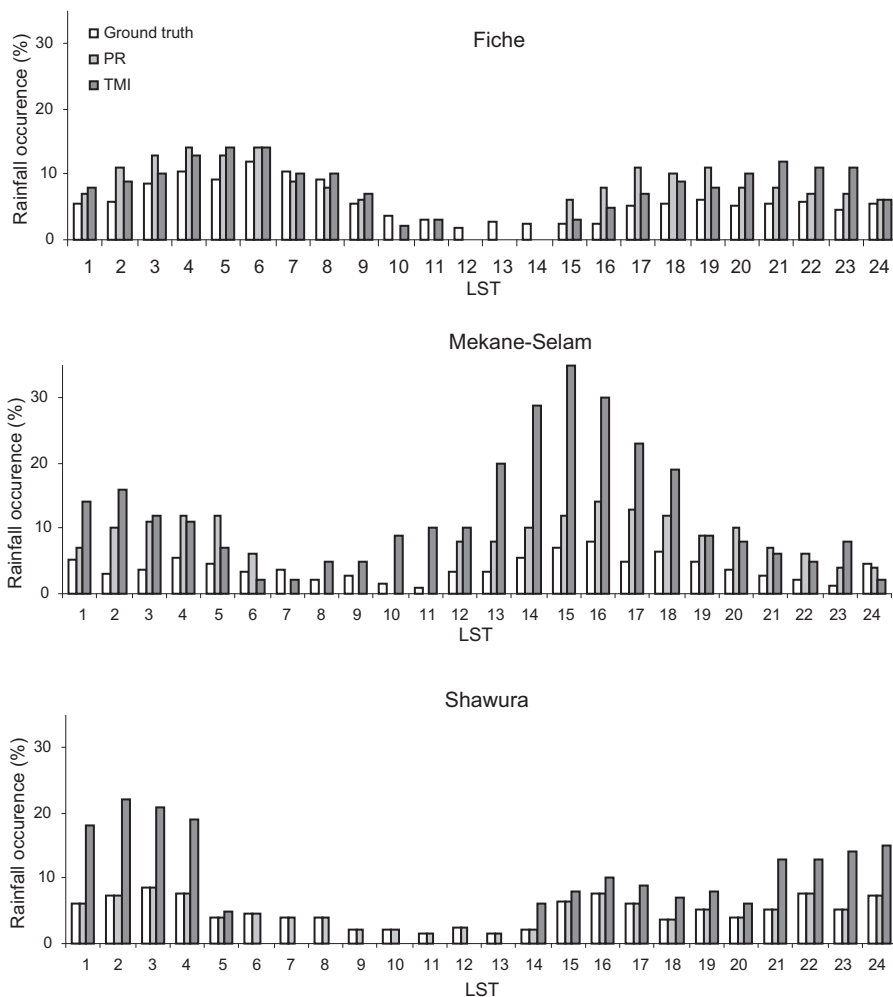 Fiche
Ground truth
PR
TMI
Rainfall occurence (%)
30
20
10
0
1 2 3 4 5 6 7 8 9 10 11 12 13 14 15 16 17 18 19 20 21 22 23 24
LST
Mekane-Selam
Rainfall occurence (%)
30
20
10
0
1 2 3 4 5 6 7 8 9 10 11 12 13 14 15 16 17 18 19 20 21 22 23 24
LST
Shawura
Rainfall occurence (%)
30
20
10
0
1 2 3 4 5 6 7 8 9 10 11 12 13 14 15 16 17 18 19 20 21 22 23 24
LST